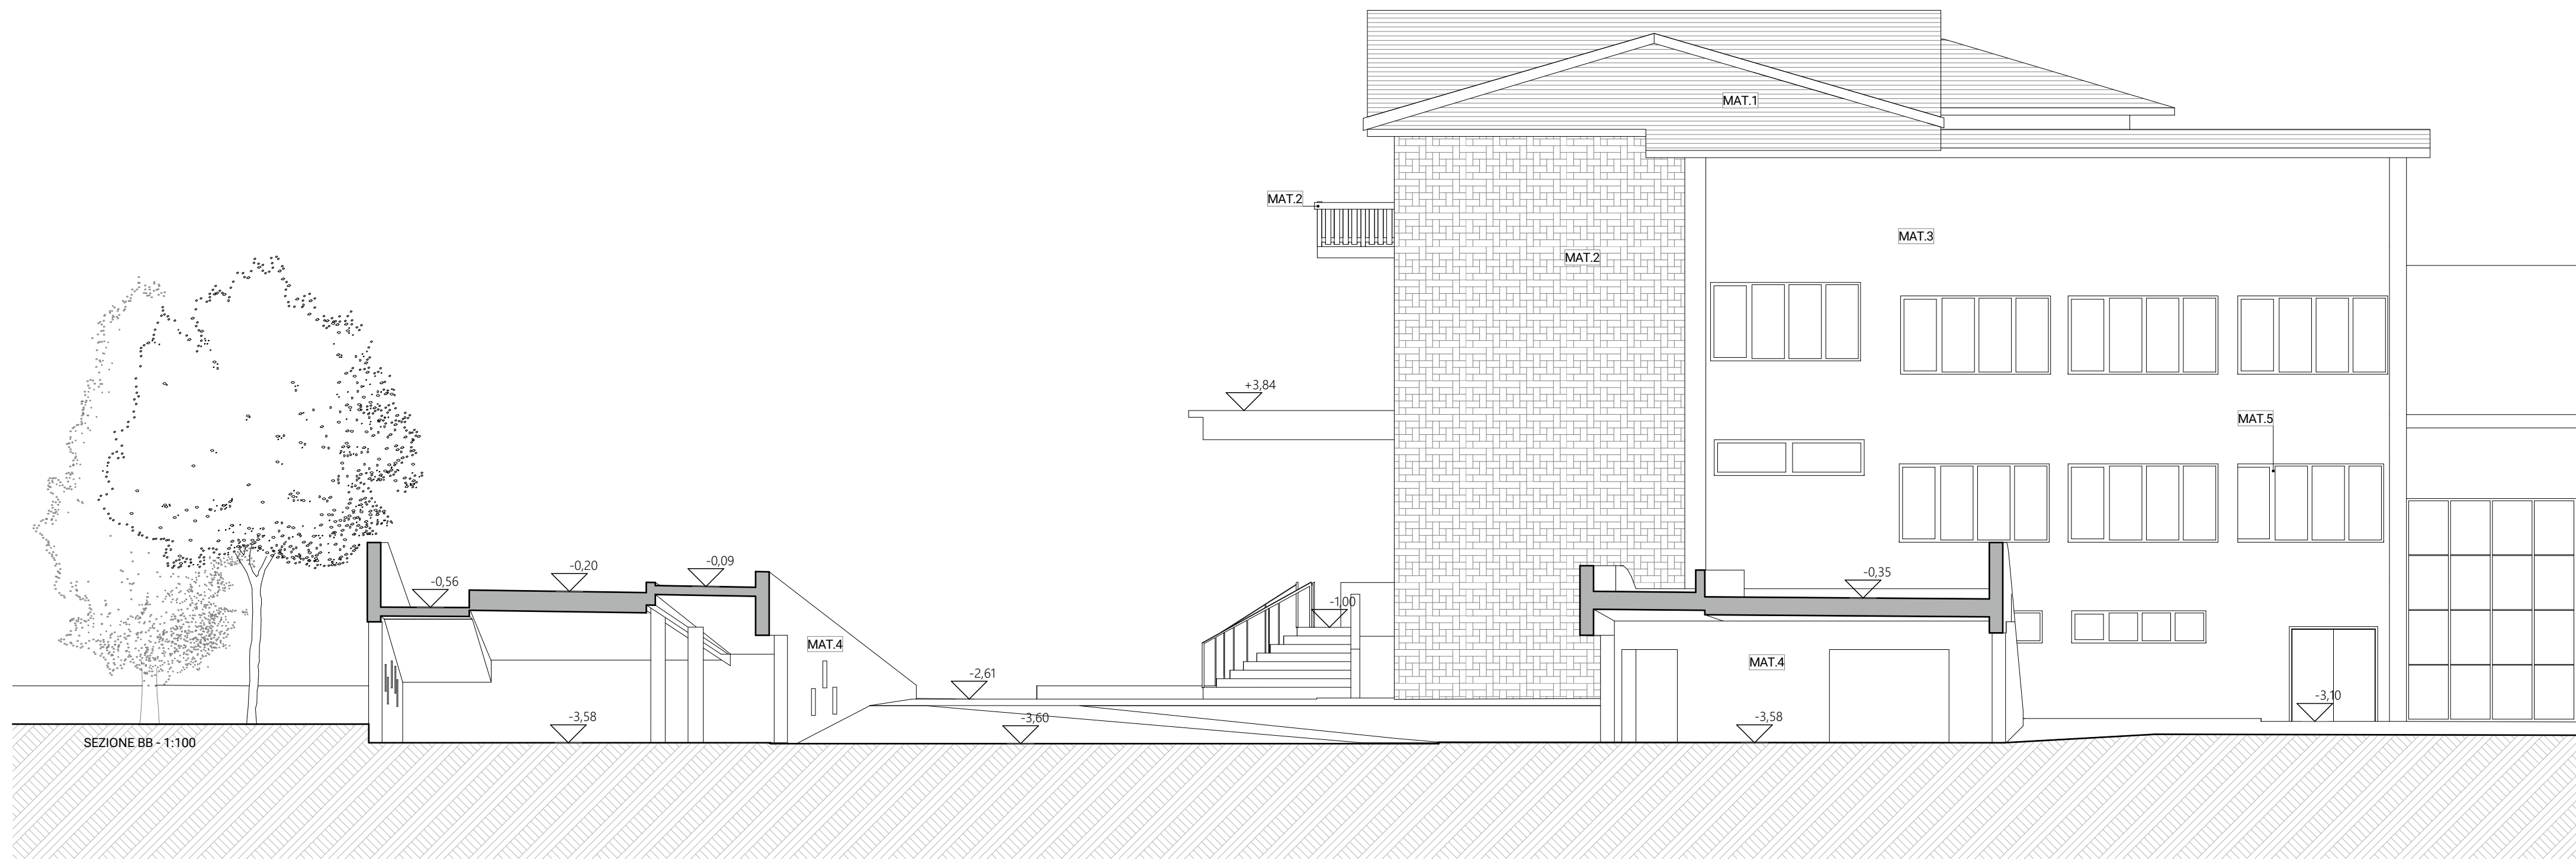 MAT.1
MAT.2
MAT.3
MAT.2
+3,84
MAT.5
-0,56
-0,20
-0,09
-0,35
-1,00
MAT.4
MAT.4
-2,61
-3,10
-3,58
-3,60
-3,58
SEZIONE BB - 1:100